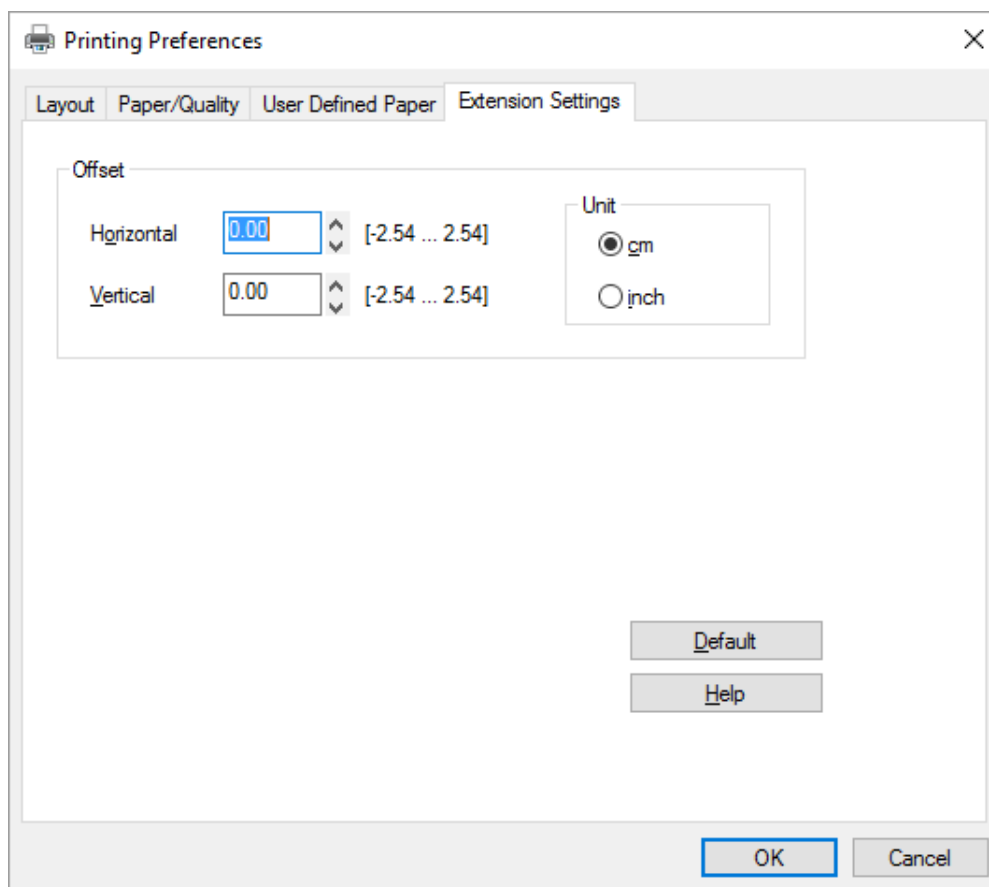 Printing Preferences
Layout Paper/Quality User Defined Paper Extension Settings
Offset
Unit
Horizontal 0.00 [-2.54 ... 2.54]
cm
Vertical 0.00 [-2.54 ... 2.54]
inch
Default
Help
OK Cancel